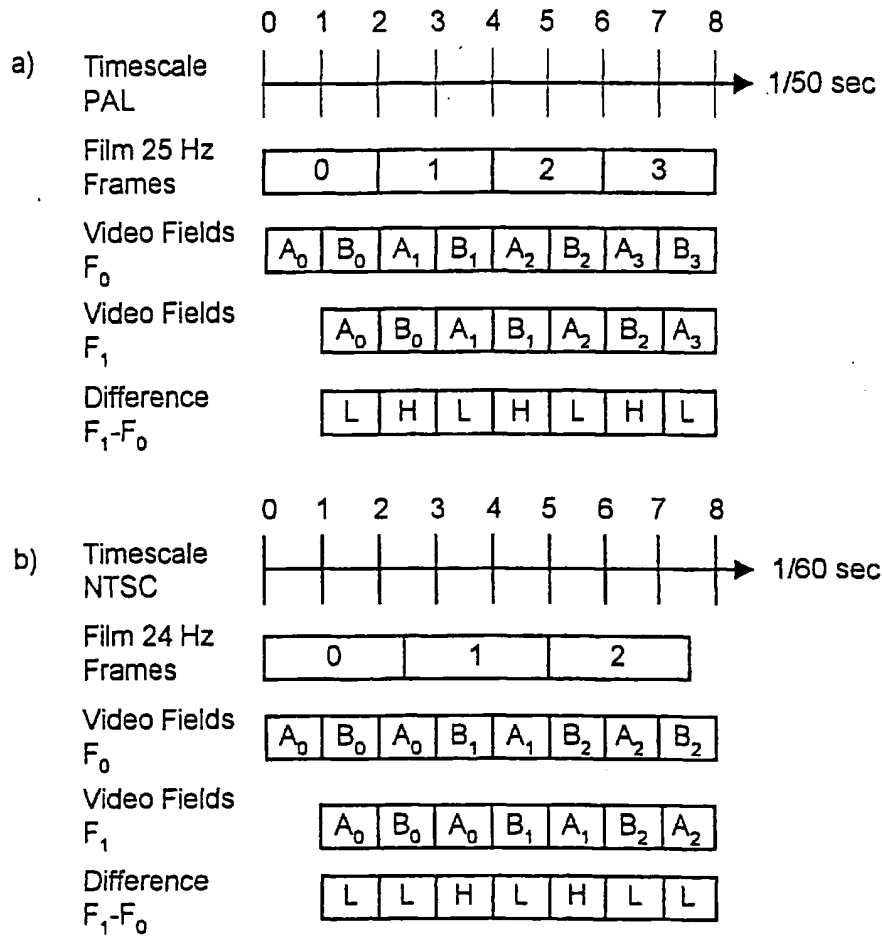 0 1 2 3 4 5 6 7 8
a) Timescale PAL 1/50 sec
Film 25 Hz Frames 0 1 2 3
Video Fields F₀ A₀ B₀ A₁ B₁ A₂ B₂ A₃ B₃
Video Fields F₁ A₀ B₀ A₁ B₁ A₂ B₂ A₃
Difference F₁-F₀ L H L H L H L
0 1 2 3 4 5 6 7 8
b) Timescale NTSC 1/60 sec
Film 24 Hz Frames 0 1 2
Video Fields F₀ A₀ B₀ A₀ B₁ A₁ B₂ A₂ B₂
Video Fields F₁ A₀ B₀ A₀ B₁ A₁ B₂ A₂
Difference F₁-F₀ L L H L H L L